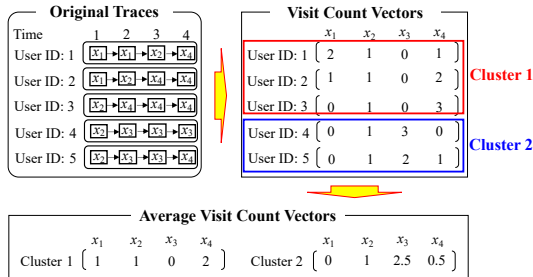 Original Traces
Time 1 2 3 4
User ID: 1 x₁ x₁ x₂ x₄
User ID: 2 x₁ x₂ x₄ x₄
User ID: 3 x₂ x₄ x₄ x₄
User ID: 4 x₂ x₃ x₃ x₃
User ID: 5 x₂ x₃ x₃ x₄
Visit Count Vectors
x₁ x₂ x₃ x₄
User ID: 1 ( 2 1 0 1 )
User ID: 2 ( 1 1 0 2 )
User ID: 3 ( 0 1 0 3 )
Cluster 1
User ID: 4 ( 0 1 3 0 )
User ID: 5 ( 0 1 2 1 )
Cluster 2
Average Visit Count Vectors
x₁ x₂ x₃ x₄ x₁ x₂ x₃ x₄
Cluster 1 ( 1 1 0 2 ) Cluster 2 ( 0 1 2.5 0.5 )